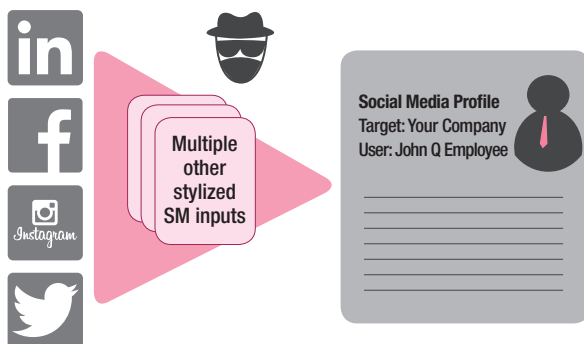 in
f
Instagram
Multiple
other
stylized
SM inputs
Social Media Profile
Target: Your Company
User: John Q Employee